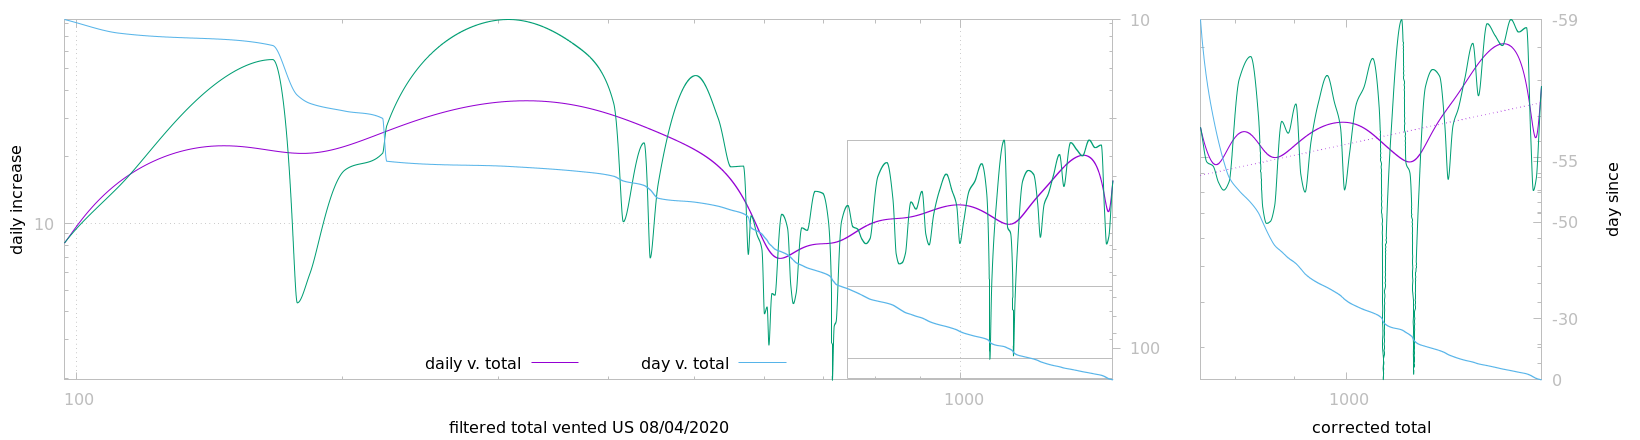 10
-59
daily increase
10
-55
-50
day since
-30
100
daily v. total
day v. total
0
100
1000
1000
filtered total vented US 08/04/2020
corrected total